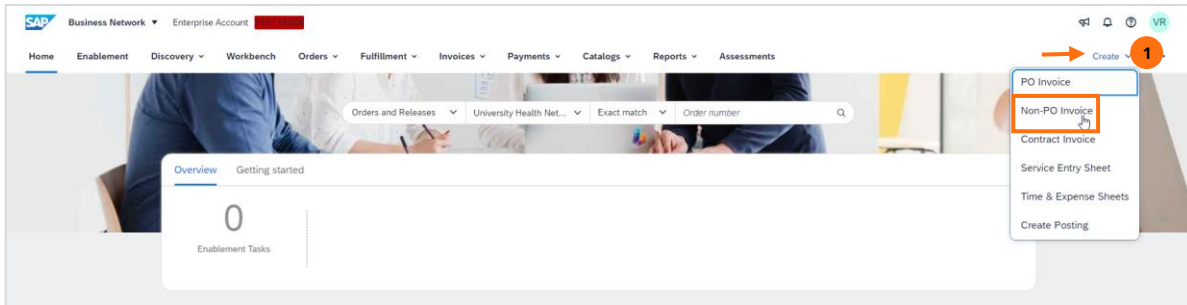 SAP Business Network ▼ Enterprise Account
VR
Home Enablement Discovery Workbench Orders Fulfillment Invoices Payments Catalogs Reports Assessments Create 1
PO Invoice
Non-PO Invoice
Contract Invoice
Service Entry Sheet
Time & Expense Sheets
Create Posting
Orders and Releases University Health Net... Exact match Order number
Overview Getting started
0
Enablement Tasks